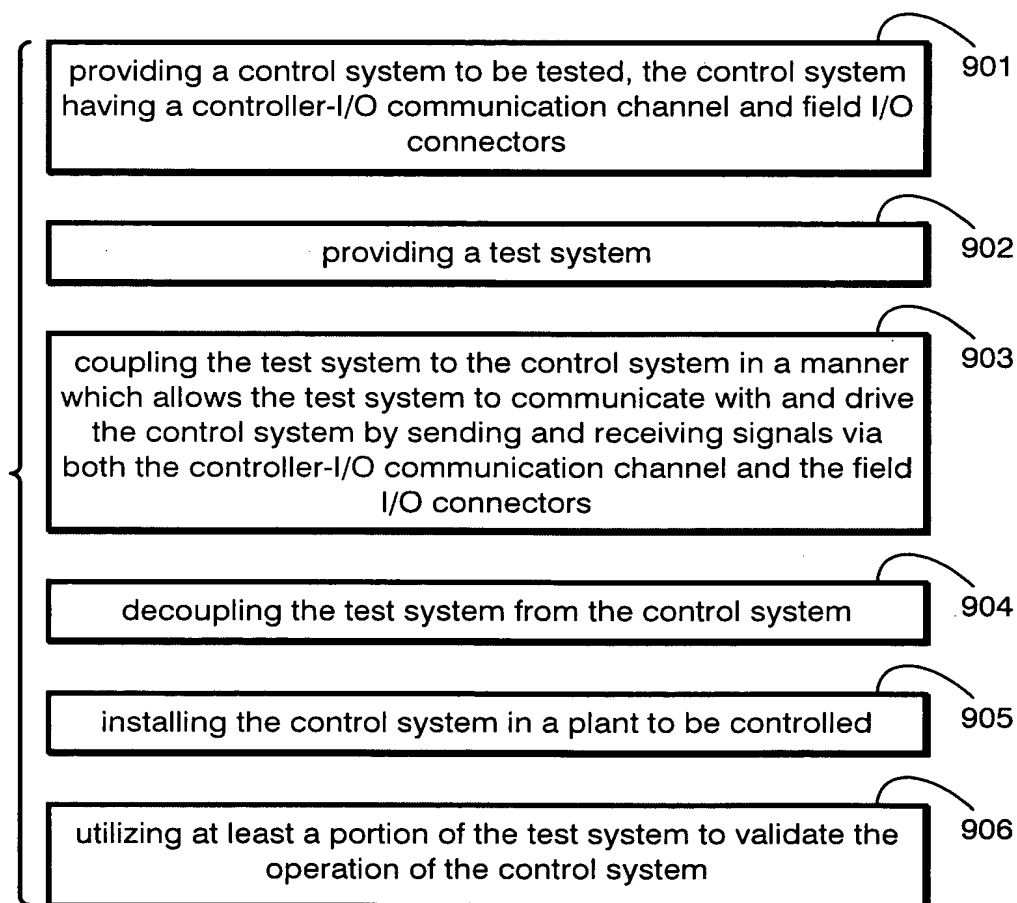 providing a control system to be tested, the control system
having a controller-I/O communication channel and field I/O
connectors
901
providing a test system
902
coupling the test system to the control system in a manner
which allows the test system to communicate with and drive
the control system by sending and receiving signals via
both the controller-I/O communication channel and the field
I/O connectors
903
decoupling the test system from the control system
904
installing the control system in a plant to be controlled
905
utilizing at least a portion of the test system to validate the
operation of the control system
906